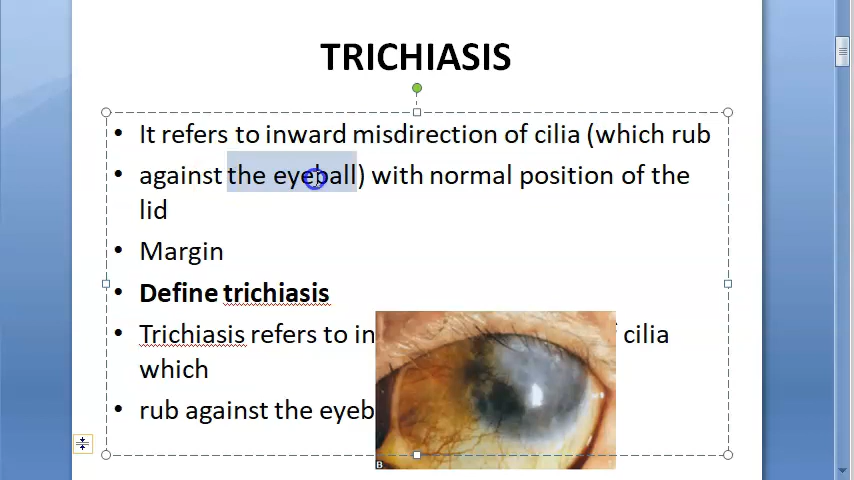 TRICHIASIS
• It refers to inward misdirection of cilia (which rub
• against the eyeball) with normal position of the
lid
• Margin
• Define trichiasis
• Trichiasis refers to in cilia
which
• rub against the eyeb
B